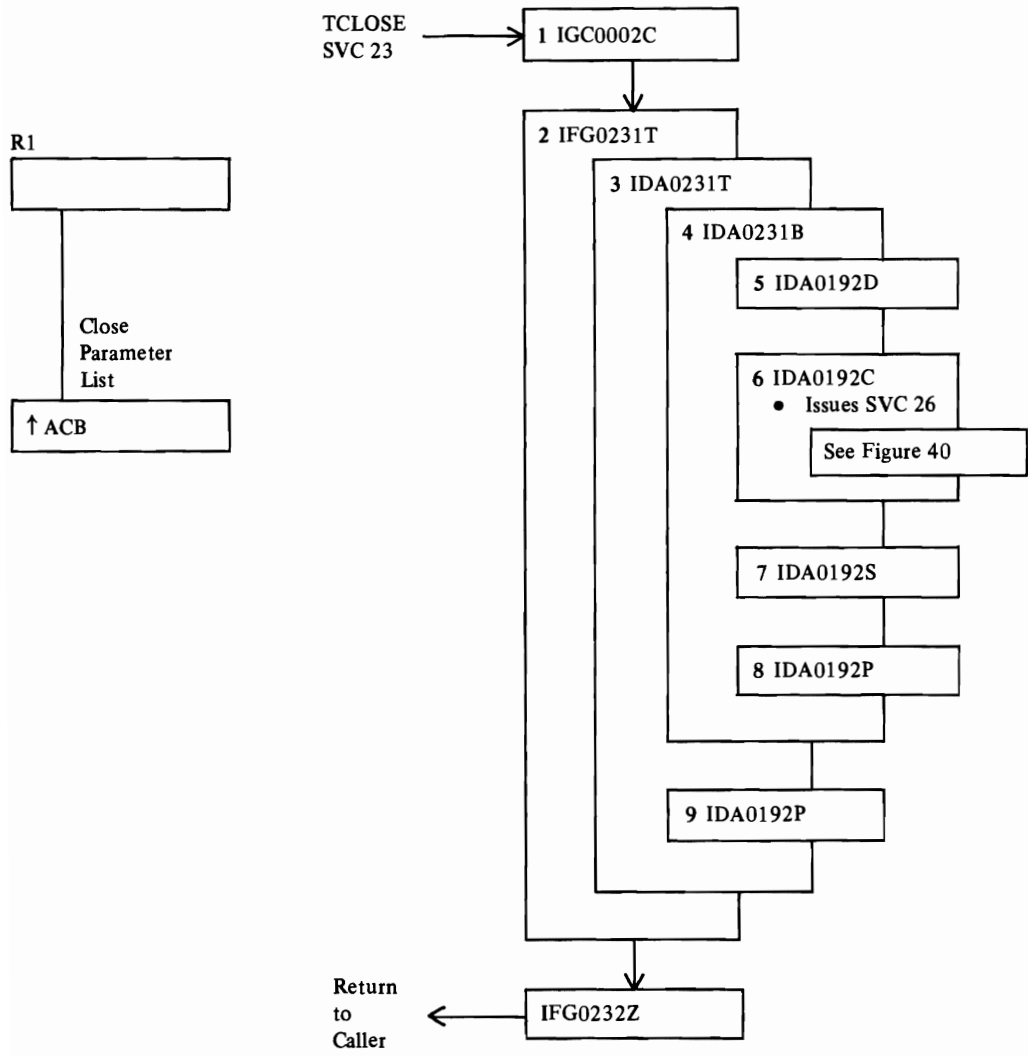 TCLOSE
SVC 23
1 IGC0002C
2 IFG0231T
R1
3 IDA0231T
4 IDA0231B
5 IDA0192D
Close
Parameter
List
6 IDA0192C
• Issues SVC 26
↑ ACB
See Figure 40
7 IDA0192S
8 IDA0192P
9 IDA0192P
Return
to
Caller
IFG0232Z